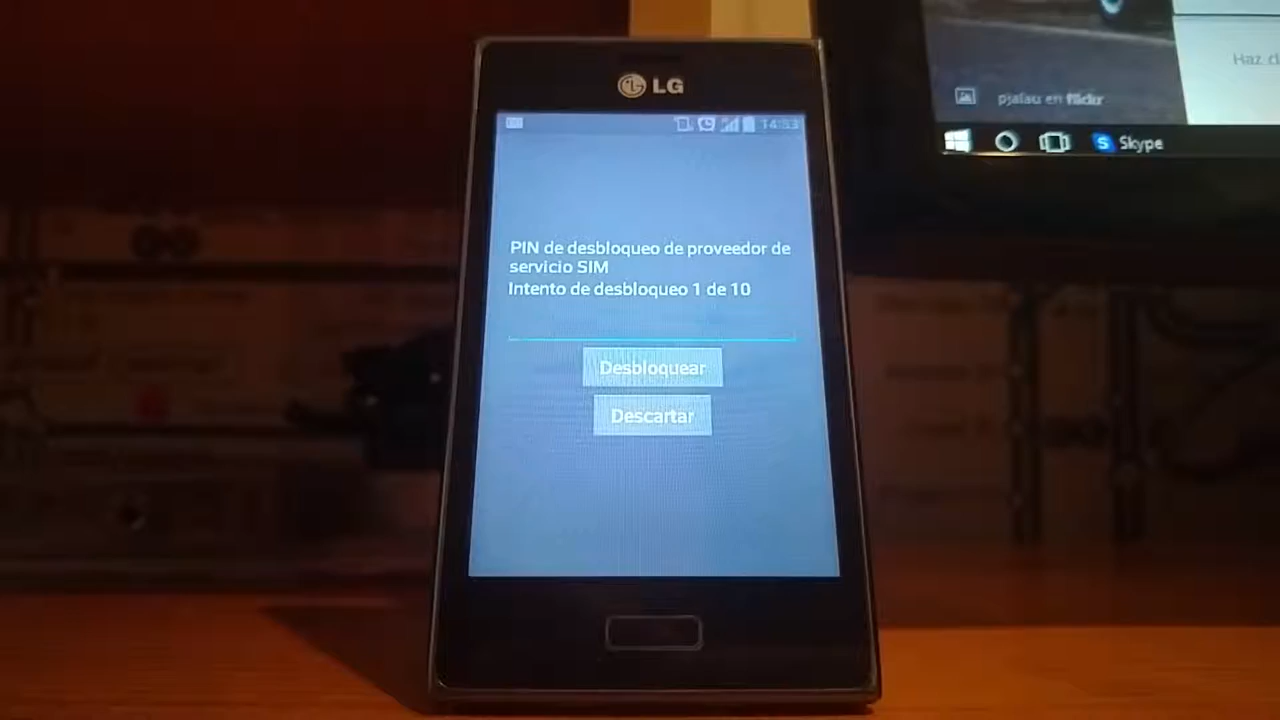 LG
14:53
PIN de desbloqueo de proveedor de
servicio SIM
Intento de desbloqueo 1 de 10
Desbloquear
Descartar
Haz
pjalau en flickr
Skype